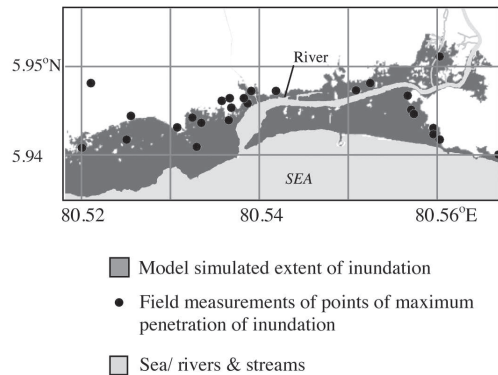 River
5.95°N
5.94
SEA
80.52 80.54 80.56°E
Model simulated extent of inundation
Field measurements of points of maximum
penetration of inundation
Sea/ rivers & streams